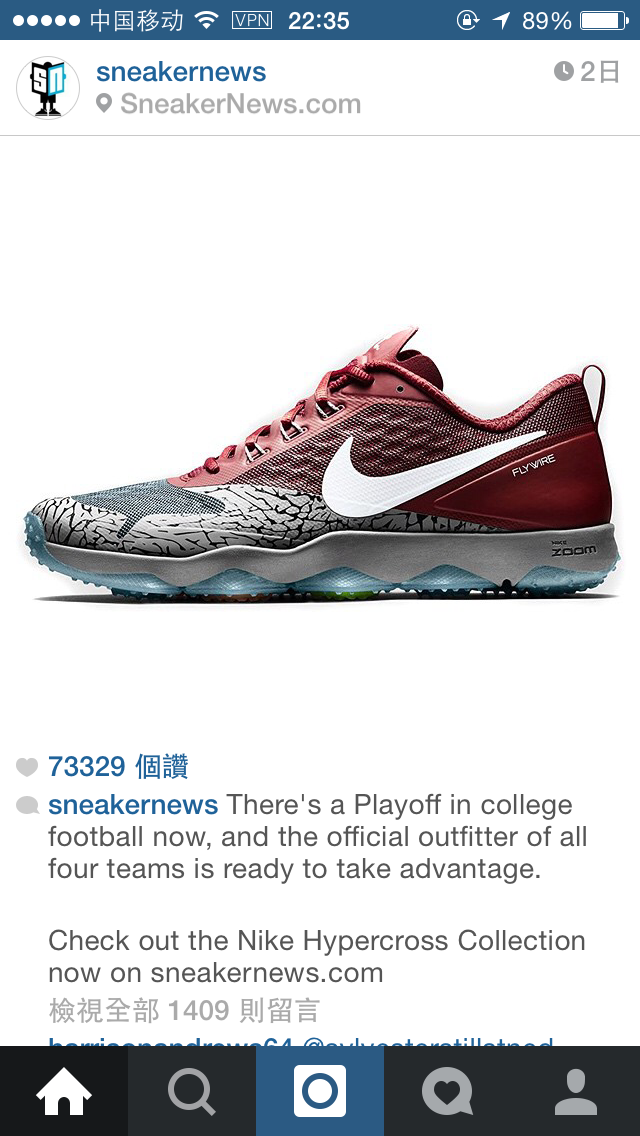 中国移动 VPN 22:35 89%
SN
sneakernews 2日
SneakerNews.com
FLYWIRE
NIKE
ZOOM
73329 個讚
sneakernews There's a Playoff in college
football now, and the official outfitter of all
four teams is ready to take advantage.
Check out the Nike Hypercross Collection
now on sneakernews.com
檢視全部 1409 則留言